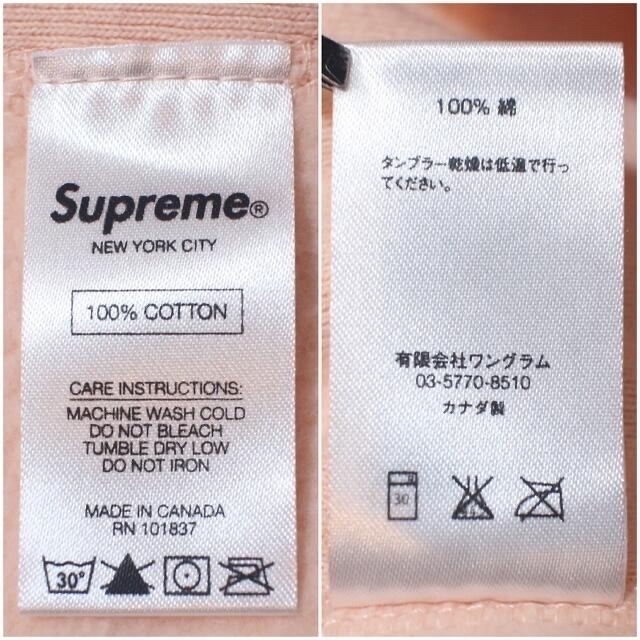 Supreme®
NEW YORK CITY
100% COTTON
CARE INSTRUCTIONS:
MACHINE WASH COLD
DO NOT BLEACH
TUMBLE DRY LOW
DO NOT IRON
MADE IN CANADA
RN 101837
30°
100% 綿
タンブラー乾燥は低温で行っ
てください。
有限会社ワングラム
03-5770-8510
カナダ製
30